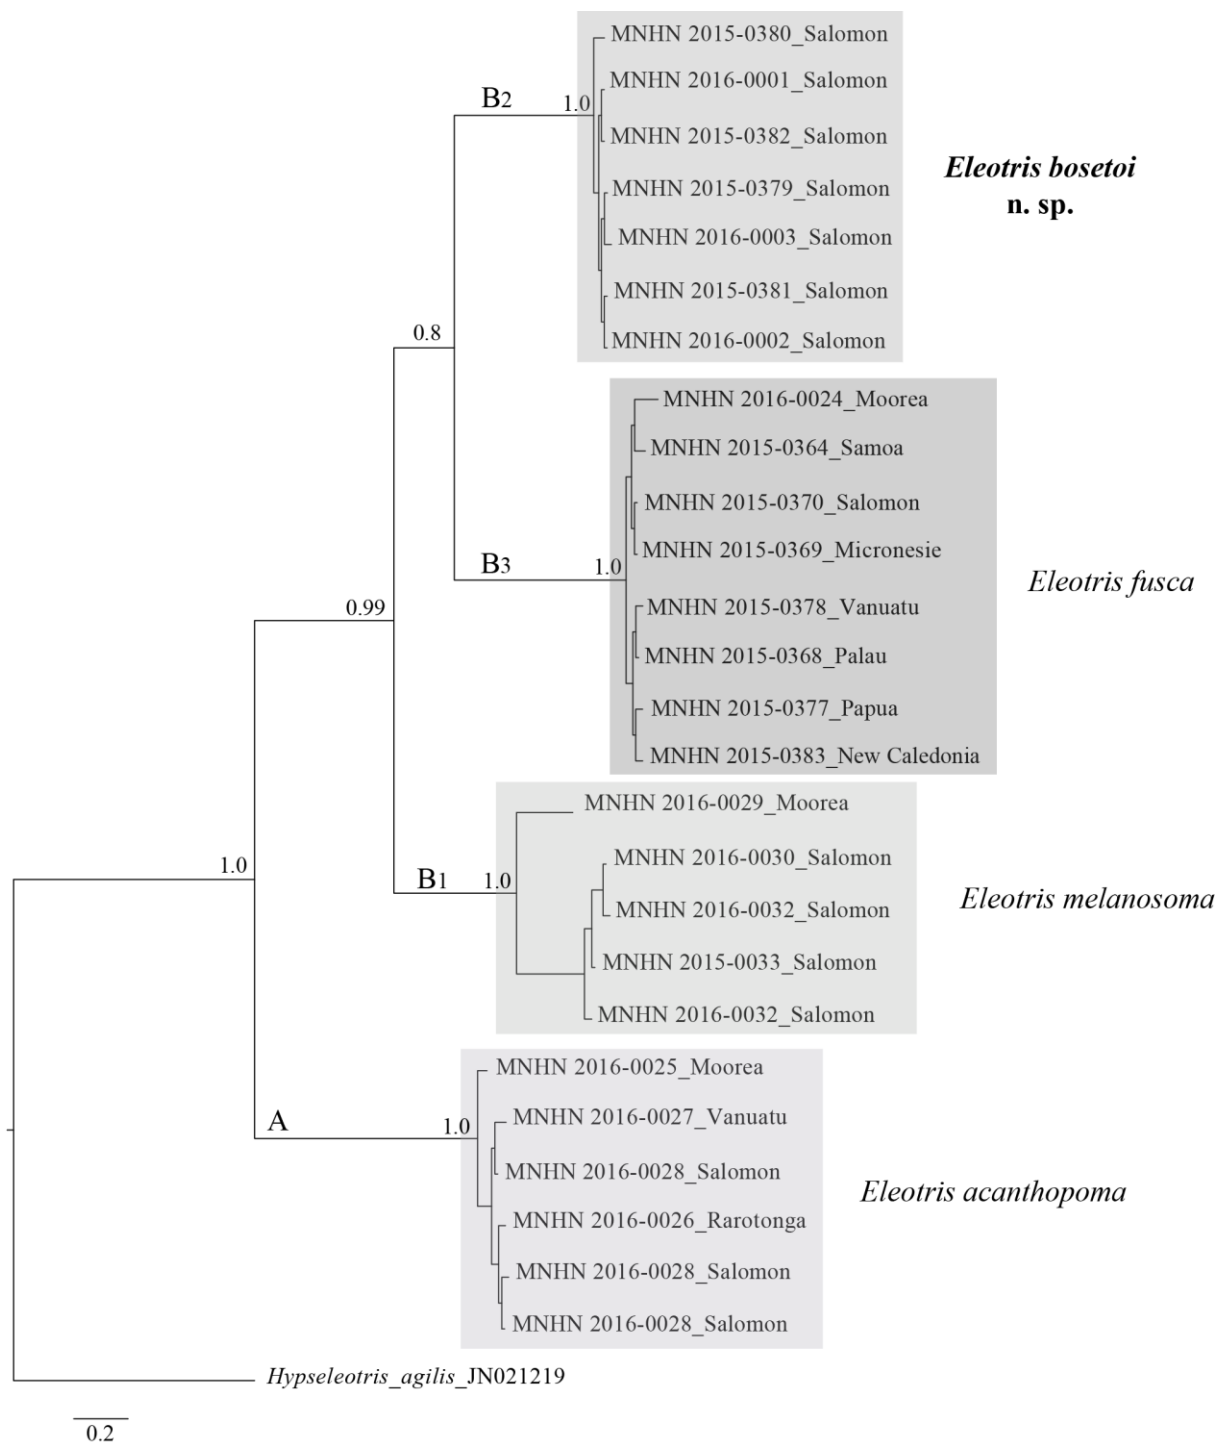 MNHN 2015-0380_Salomon
MNHN 2016-0001_Salomon
B2
1.0
MNHN 2015-0382_Salomon
Eleotris bosetoi
n. sp.
MNHN 2015-0379_Salomon
MNHN 2016-0003_Salomon
MNHN 2015-0381_Salomon
0.8
MNHN 2016-0002_Salomon
MNHN 2016-0024_Moorea
MNHN 2015-0364_Samoa
MNHN 2015-0370_Salomon
MNHN 2015-0369_Micronesie
B3
1.0
Eleotris fusca
0.99
MNHN 2015-0378_Vanuatu
MNHN 2015-0368_Palau
MNHN 2015-0377_Papua
MNHN 2015-0383_New Caledonia
MNHN 2016-0029_Moorea
MNHN 2016-0030_Salomon
1.0
B1
1.0
Eleotris melanosoma
MNHN 2016-0032_Salomon
MNHN 2015-0033_Salomon
MNHN 2016-0032_Salomon
MNHN 2016-0025_Moorea
A
1.0
MNHN 2016-0027_Vanuatu
MNHN 2016-0028_Salomon
Eleotris acanthopoma
MNHN 2016-0026_Rarotonga
MNHN 2016-0028_Salomon
MNHN 2016-0028_Salomon
Hypseleotris_agilis_JN021219
0.2